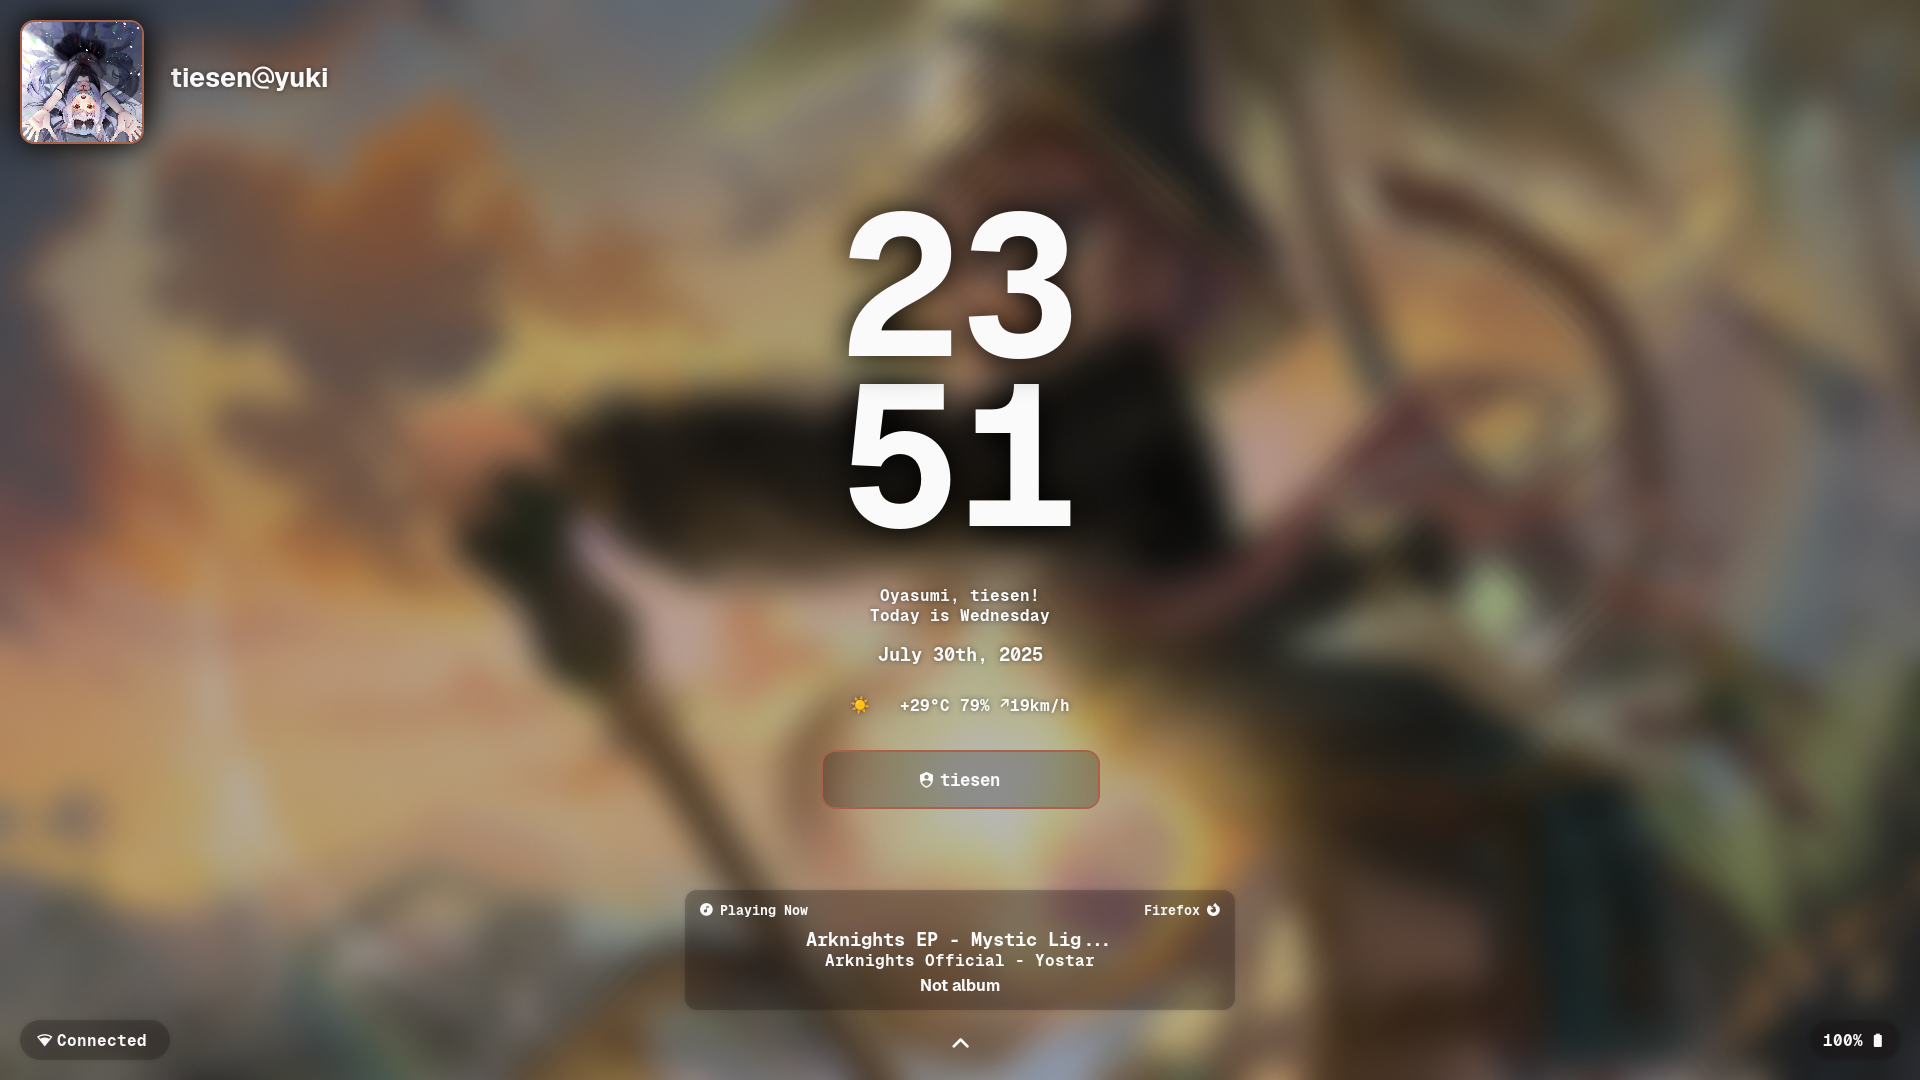 tiesen@yuki
23
51
Oyasumi, tiesen!
Today is Wednesday
July 30th, 2025
☀️ +29°C 79% ↗19km/h
tiesen
Playing Now
Firefox
Arknights EP - Mystic Lig...
Arknights Official - Yostar
Not album
Connected
100%